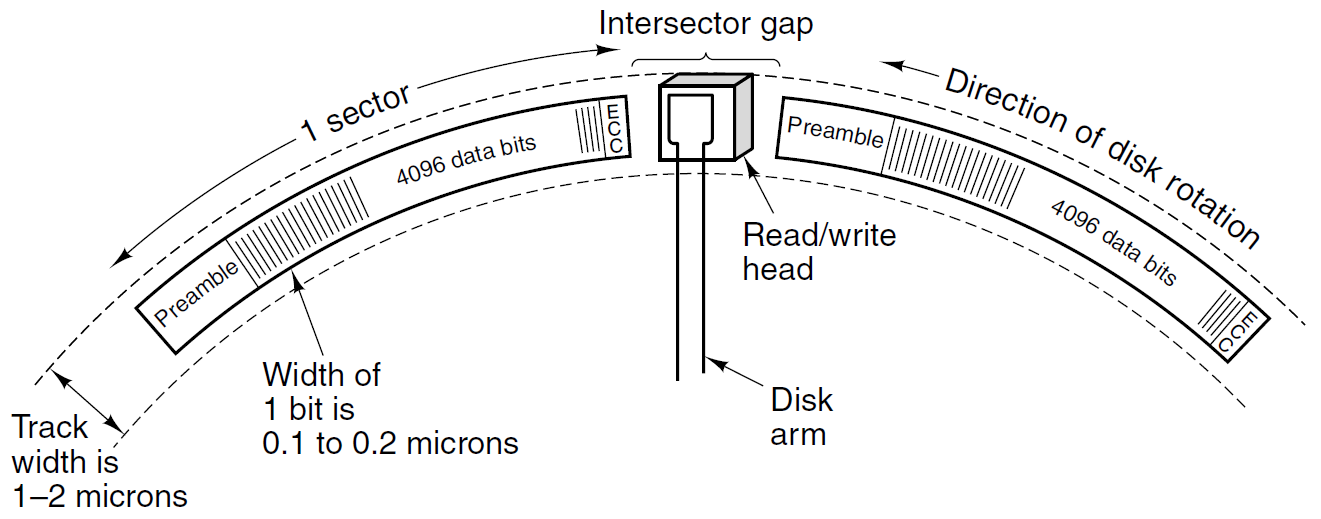 Intersector gap
1 sector
Direction of disk rotation
Preamble
4096 data bits
ECC
Preamble
4096 data bits
ECC
Read/write
head
Width of
1 bit is
0.1 to 0.2 microns
Disk
arm
Track
width is
1–2 microns